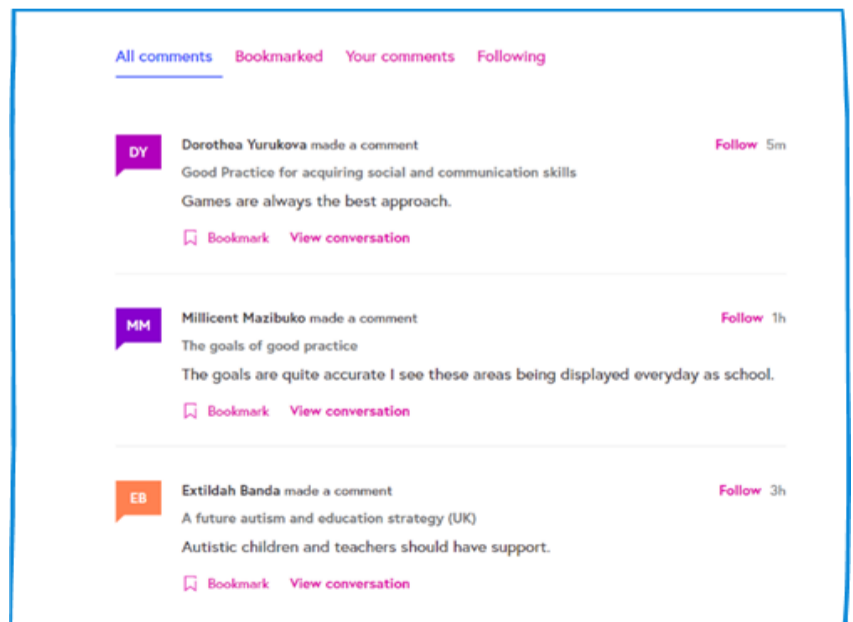 All comments Bookmarked Your comments Following
DY
Dorothea Yurukova made a comment Follow 5m
Good Practice for acquiring social and communication skills
Games are always the best approach.
Bookmark View conversation
MM
Millicent Mazibuko made a comment Follow 1h
The goals of good practice
The goals are quite accurate I see these areas being displayed everyday as school.
Bookmark View conversation
EB
Extildah Banda made a comment Follow 3h
A future autism and education strategy (UK)
Autistic children and teachers should have support.
Bookmark View conversation